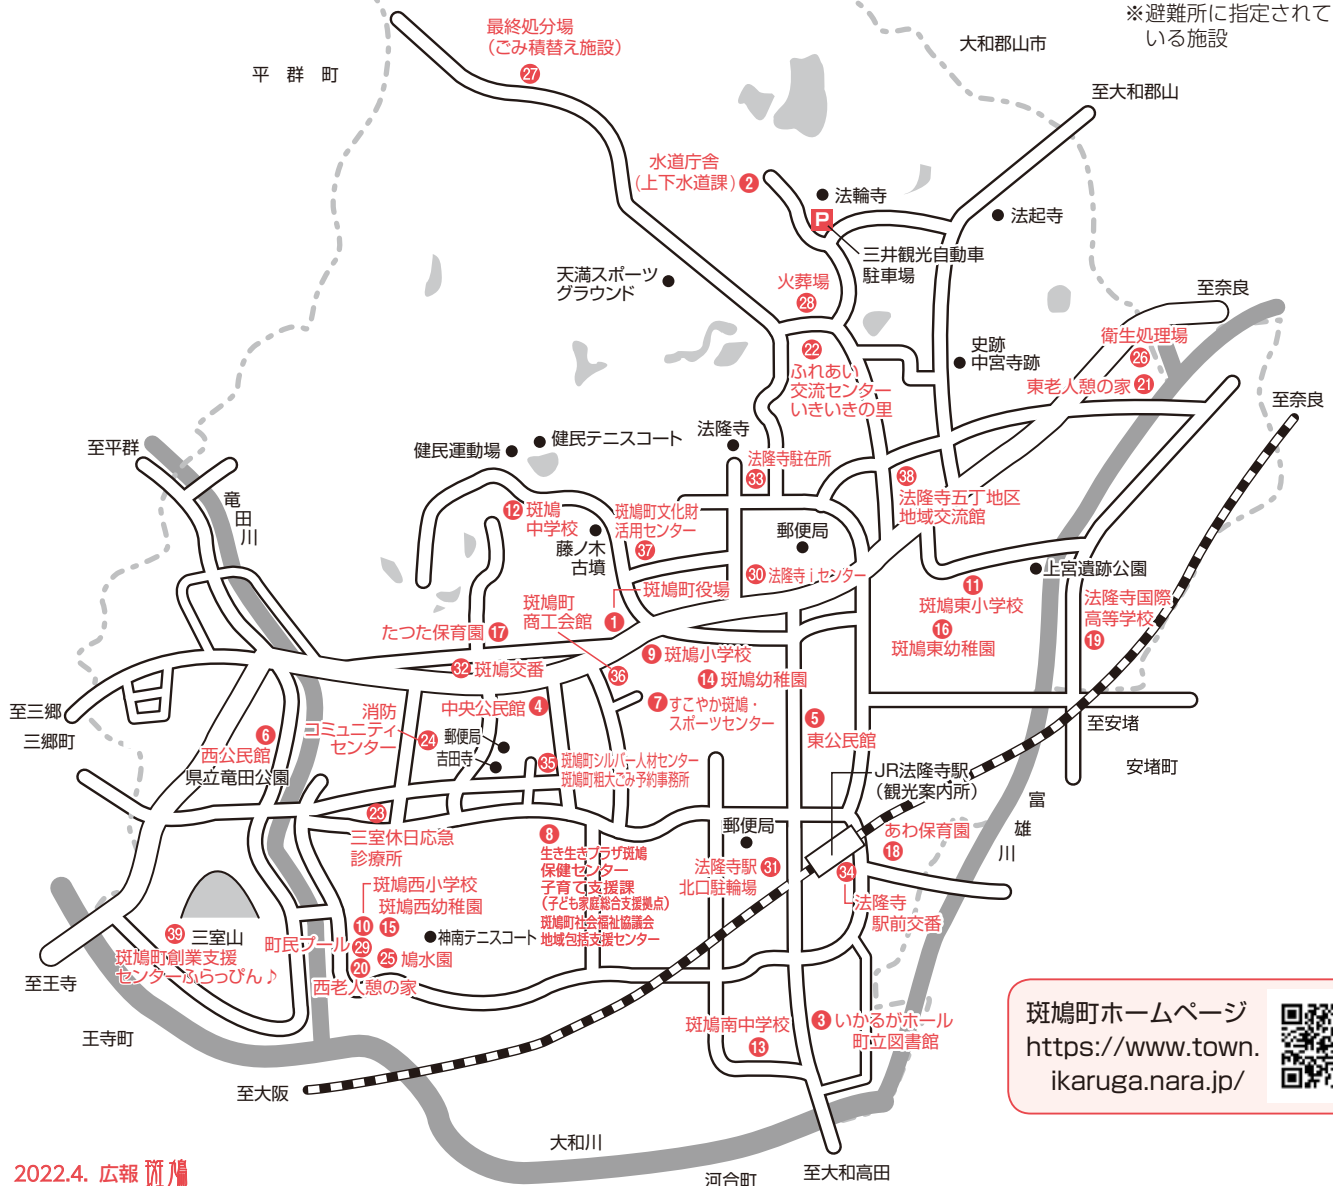 ※避難所に指定されて
いる施設
最終処分場
(ごみ積替え施設)
27
平群町
大和郡山市
至大和郡山
水道庁舎
(上下水道課) 2
法輪寺
P
法起寺
三井観光自動車
駐車場
天満スポーツ
グラウンド
火葬場
28
至奈良
衛生処理場
26
史跡
中宮寺跡
22
ふれあい
交流センター
いきいきの里
東老人憩の家 21
至奈良
至平群
健民運動場
健民テニスコート
法隆寺
法隆寺駐在所
33
38
法隆寺五丁地区
地域交流館
竜田川
12 斑鳩
中学校
斑鳩町文化財
活用センター
37
藤ノ木
古墳
郵便局
30 法隆寺iセンター
上宮遺跡公園
11
斑鳩東小学校
16
斑鳩東幼稚園
法隆寺国際
高等学校
19
斑鳩町役場
1
斑鳩町
商工会館
36
たつた保育園 17
32 斑鳩交番
9 斑鳩小学校
14 斑鳩幼稚園
7 すこやか斑鳩・
スポーツセンター
至三郷
三郷町
6
西公民館
県立竜田公園
消防
コミュニティ
センター 24
中央公民館 4
郵便局
吉田寺
5
東公民館
至安堵
安堵町
35 斑鳩町シルバー人材センター
斑鳩町粗大ごみ予約事務所
JR法隆寺駅
(観光案内所)
富雄川
23
三室休日応急
診療所
8
生き生きプラザ斑鳩
保健センター
子育て支援課
(子ども家庭総合支援拠点)
斑鳩町社会福祉協議会
地域包括支援センター
郵便局
法隆寺駅 31
北口駐輪場
あわ保育園
18
34
法隆寺
駅前交番
斑鳩西小学校
斑鳩西幼稚園
10 15
町民プール 29
25 鳩水園
20
西老人憩の家
神南テニスコート
39 三室山
斑鳩町創業支援
センターふらっぴん♪
至王寺
王寺町
斑鳩南中学校
13
3 いかるがホール
町立図書館
斑鳩町ホームページ
https://www.town.
ikaruga.nara.jp/
至大阪
大和川
河合町
至大和高田
2022.4. 広報 斑鳩